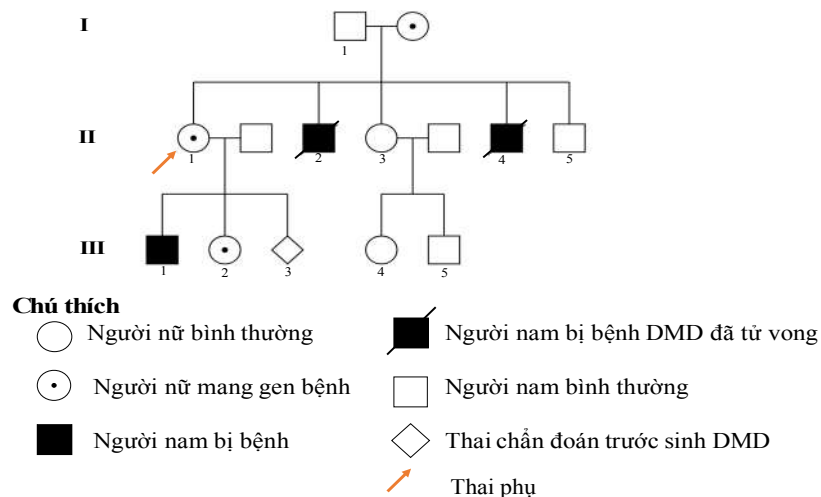 I
1
II
1
2
3
4
5
III
1
2
3
4
5
Chú thích
Người nữ bình thường
Người nam bị bệnh DMD đã tử vong
Người nữ mang gen bệnh
Người nam bình thường
Người nam bị bệnh
Thai chẩn đoán trước sinh DMD
Thai phụ